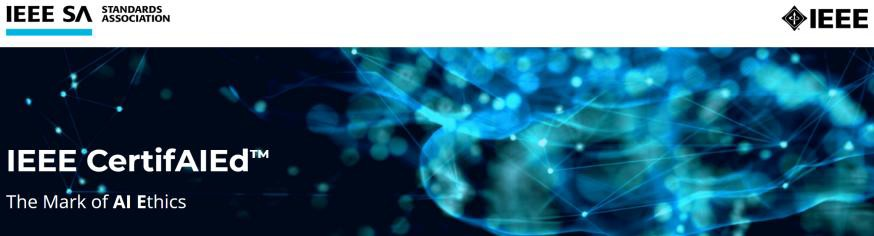 IEEE SA STANDARDS
ASSOCIATION
IEEE
IEEE CertifAIEd™
The Mark of AI Ethics